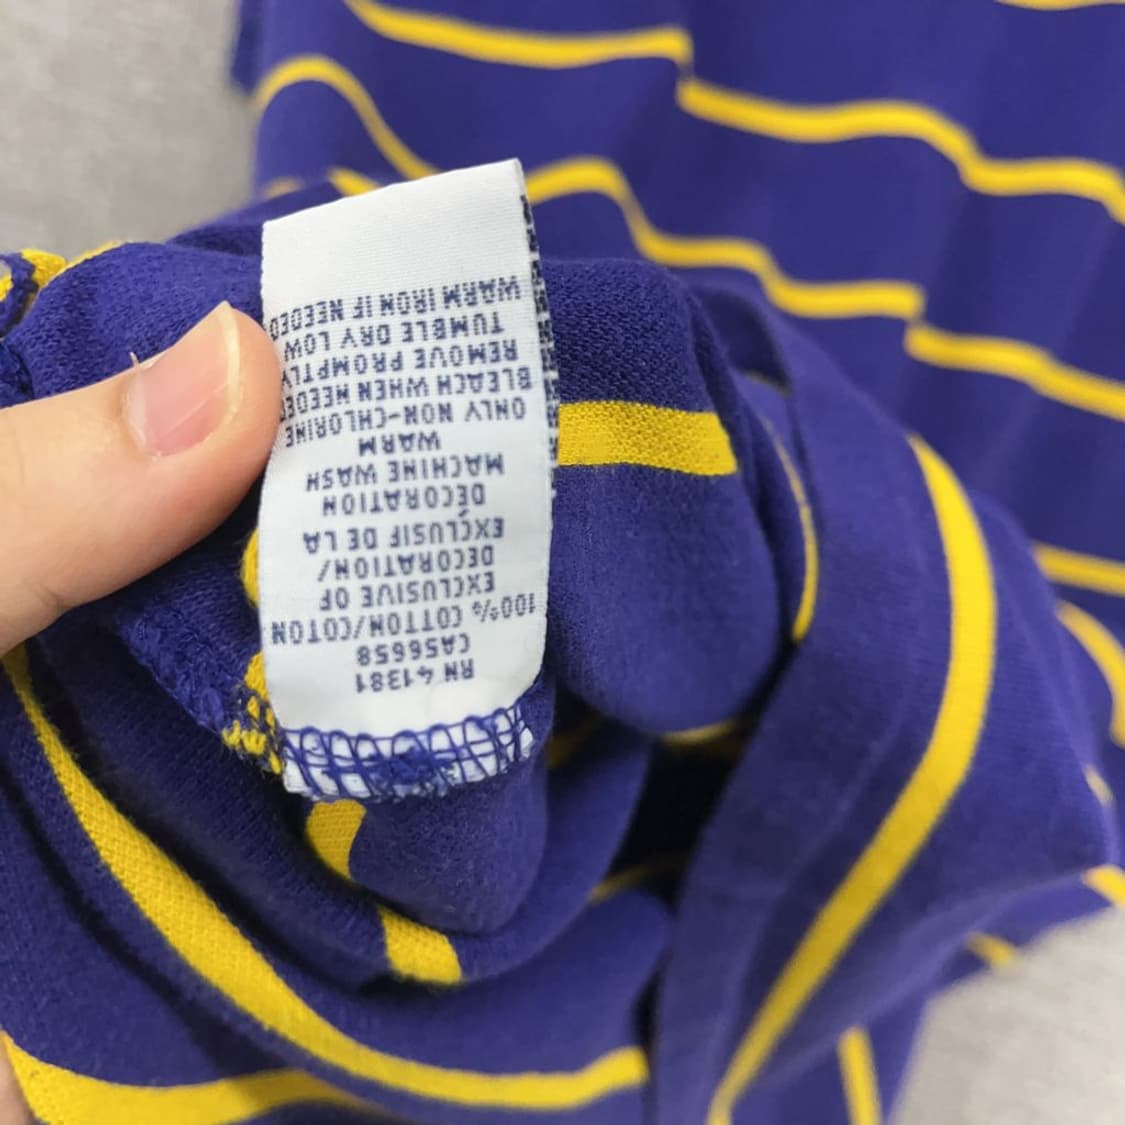 RN 41381
CA56658
100% COTTON/COTON
EXCLUSIVE OF
DECORATION/
EXCLUSIF DE LA
DÉCORATION
MACHINE WASH
WARM
ONLY NON-CHLORINE
BLEACH WHEN NEEDED
REMOVE PROMPTLY
TUMBLE DRY LOW
WARM IRON IF NEEDED